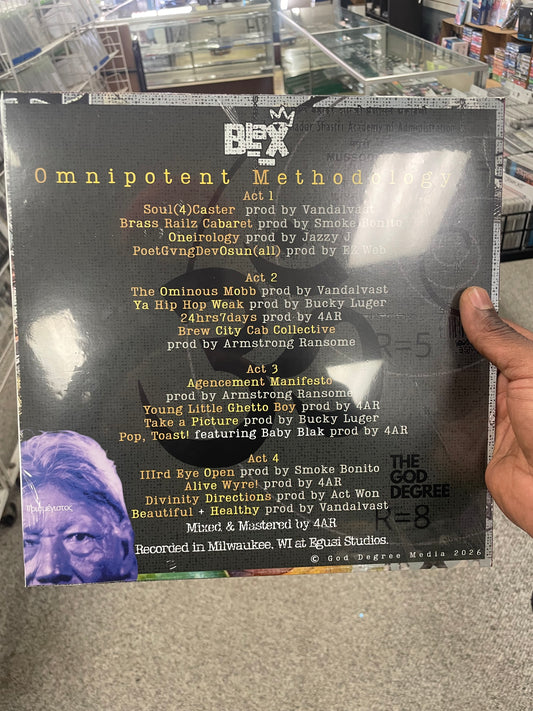 BlaX
Omnipotent Methodology
Act 1
Soul(4)Caster prod by Vandalvast
Brass Railz Cabaret prod by Smoke Bonito
Oneirology prod by Jazzy J
PoetGvngDevOsun(all) prod by EZ Web
Act 2
The Ominous Mobb prod by Vandalvast
Ya Hip Hop Weak prod by Bucky Luger
24hrs7days prod by 4AR
Brew City Cab Collective
prod by Armstrong Ransome
Act 3
Agencement Manifesto
prod by Armstrong Ransome
Young Little Ghetto Boy prod by 4AR
Take a Picture prod by Bucky Luger
Pop, Toast! featuring Baby Blak prod by 4AR
Act 4
IIIrd Eye Open prod by Smoke Bonito
Alive Wyre! prod by 4AR
Divinity Directions prod by Act Won
Beautiful + Healthy prod by Vandalvast
Mixed & Mastered by 4AR
Recorded in Milwaukee, WI at Egusi Studios.
© God Degree Media 2026
R=5
THE
GOD
DEGREE
R=8